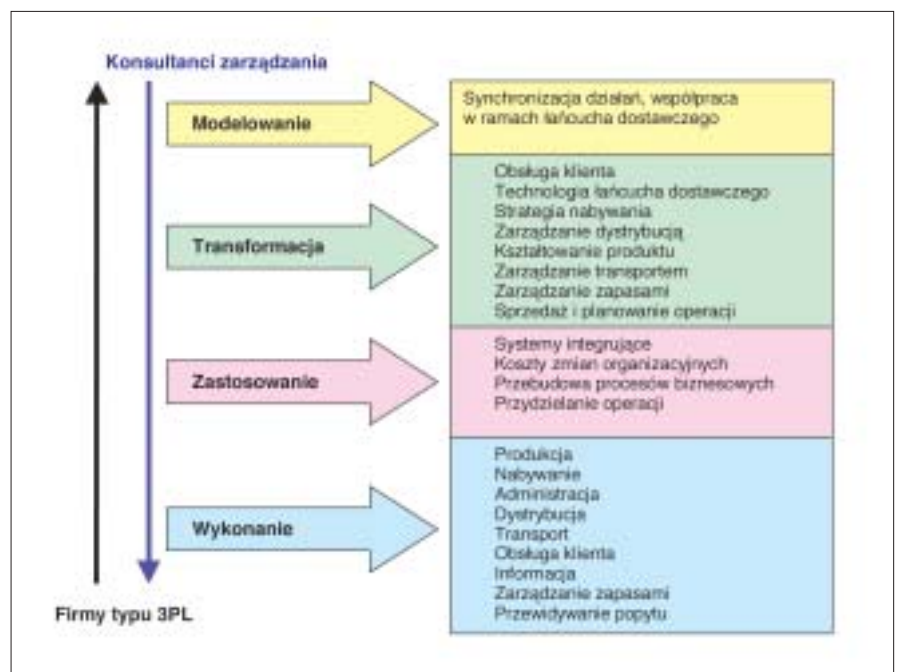 Konsultanci zarządzania
Modelowanie
Synchronizacja działań, współpraca
w ramach łańcucha dostawczego
Transformacja
Obsługa klienta
Technologia łańcucha dostawczego
Strategia nabywania
Zarządzanie dystrybucją
Kształtowanie produktu
Zarządzanie transportem
Zarządzanie zapasami
Sprzedaż i planowanie operacji
Zastosowanie
Systemy integrujące
Koszty zmian organizacyjnych
Przebudowa procesów biznesowych
Przydzielanie operacji
Wykonanie
Produkcja
Nabywanie
Administracja
Dystrybucja
Transport
Obsługa klienta
Informacja
Zarządzanie zapasami
Przewidywanie popytu
Firmy typu 3PL